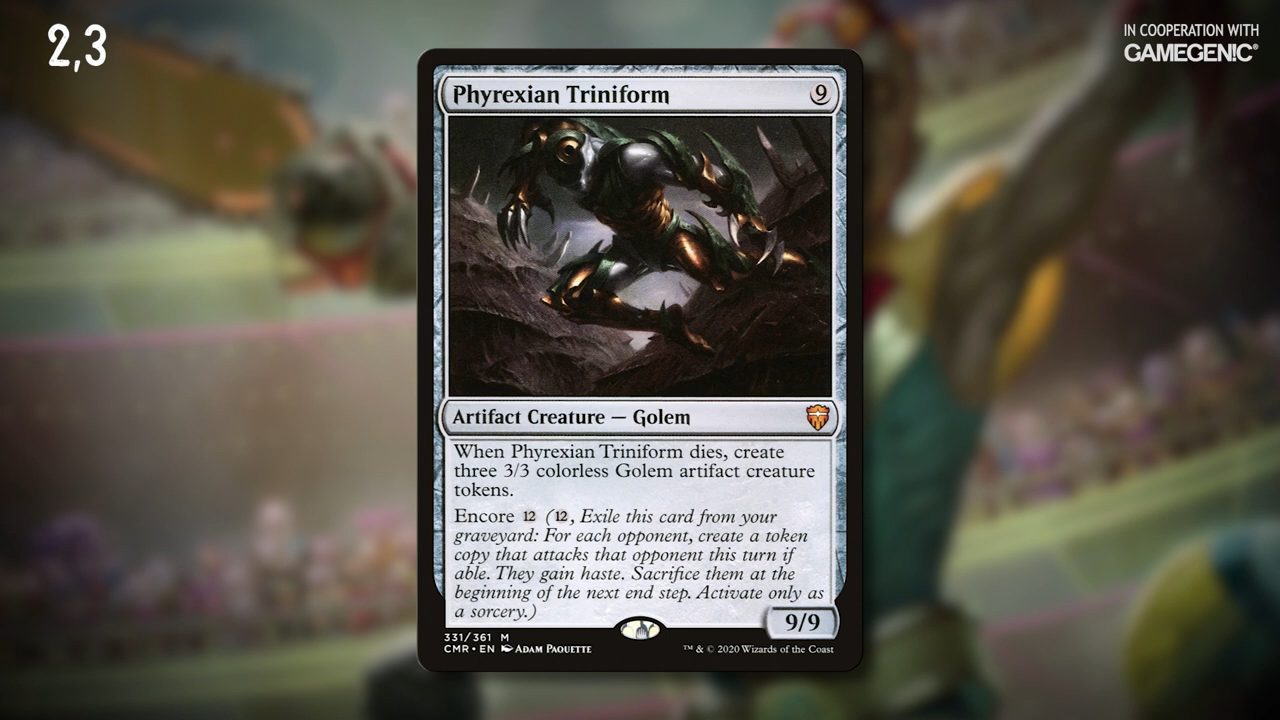 2,3
IN COOPERATION WITH
GAMEGEN!C®
Phyrexian Triniform 9
Artifact Creature — Golem
When Phyrexian Triniform dies, create
three 3/3 colorless Golem artifact creature
tokens.
Encore 12 (12, Exile this card from your
graveyard: For each opponent, create a token
copy that attacks that opponent this turn if
able. They gain haste. Sacrifice them at the
beginning of the next end step. Activate only as
a sorcery.)
9/9
331/361 M
CMR • EN Adam Paquette
™ & © 2020 Wizards of the Coast